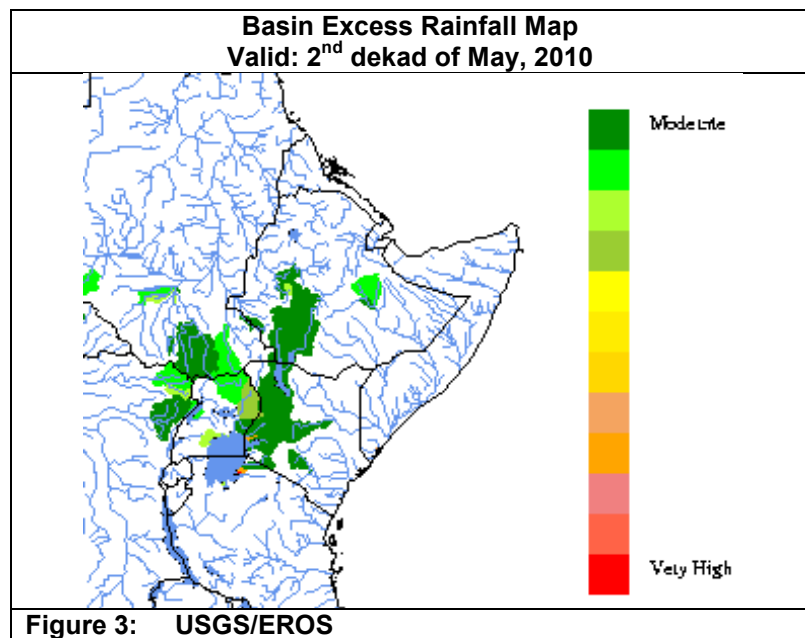 Basin Excess Rainfall Map
Valid: 2nd dekad of May, 2010
Moderate
Very High
Figure 3: USGS/EROS